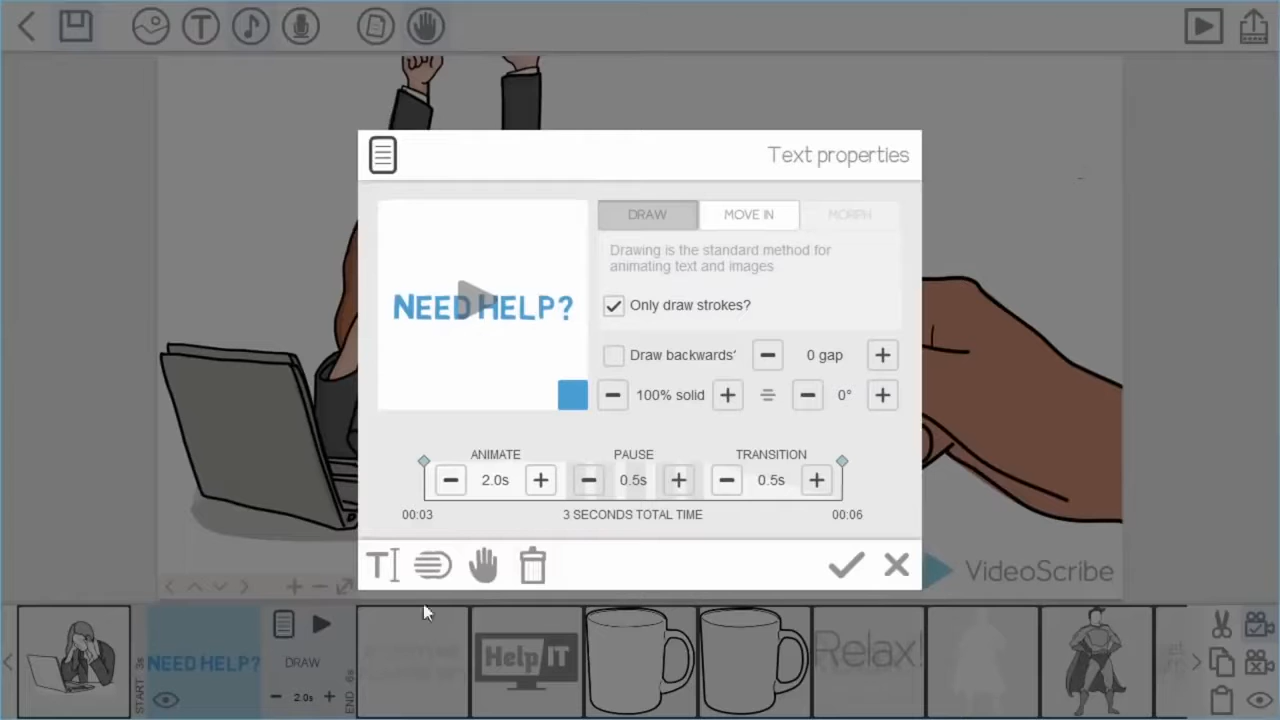 Text properties
DRAW
MOVE IN
MORPH
Drawing is the standard method for
animating text and images
NEED HELP?
Only draw strokes?
Draw backwards'
0 gap
100% solid
0°
ANIMATE
PAUSE
TRANSITION
2.0s
0.5s
0.5s
00:03
3 SECONDS TOTAL TIME
00:06
VideoScribe
START 3s
NEED HELP?
DRAW
2.0s
END 6s
Help IT
Relax!